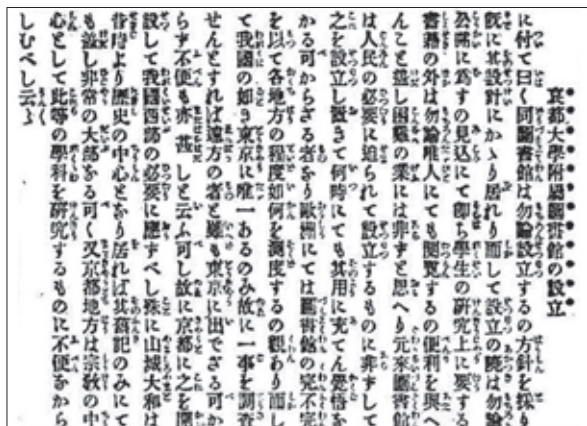 京都大學附屬圖書館の設立
に付て曰く同圖書館は勿論設立するの方針を採り
既に其設計にかゝり居れり而して設立の曉は勿論
公開に爲すの見込にて卽ち學生の研究上に要する
書籍の外は勿論唯人にても閲覧するの便利を與へ
んこと蓋し困難の業には非ずと思へり元來圖書館
は人民の必要に迫られて設立するものに非ずして
之を設立し置きて何時にても其用に充てん覺悟を
かる可からざる者なり歐洲にては圖書館の完不完
を以て各地方の程度如何を測度するの觀あり而し
て我國の如き東京に唯一あるのみ故に一事を調査
せんとすれば遠方の者と雖も東京に出でざる可か
らず不便も亦甚しと云ふ可し故に京都に之を
設して我國西部の必要に應ずべし殊に山城大和は
昔時より歴史の中心となり居れば其舊記のみにて
も蓋し非常の大部なる可く又京都地方は宗敎の中
心として此等の學科を研究するものに不便なから
しむべし云々